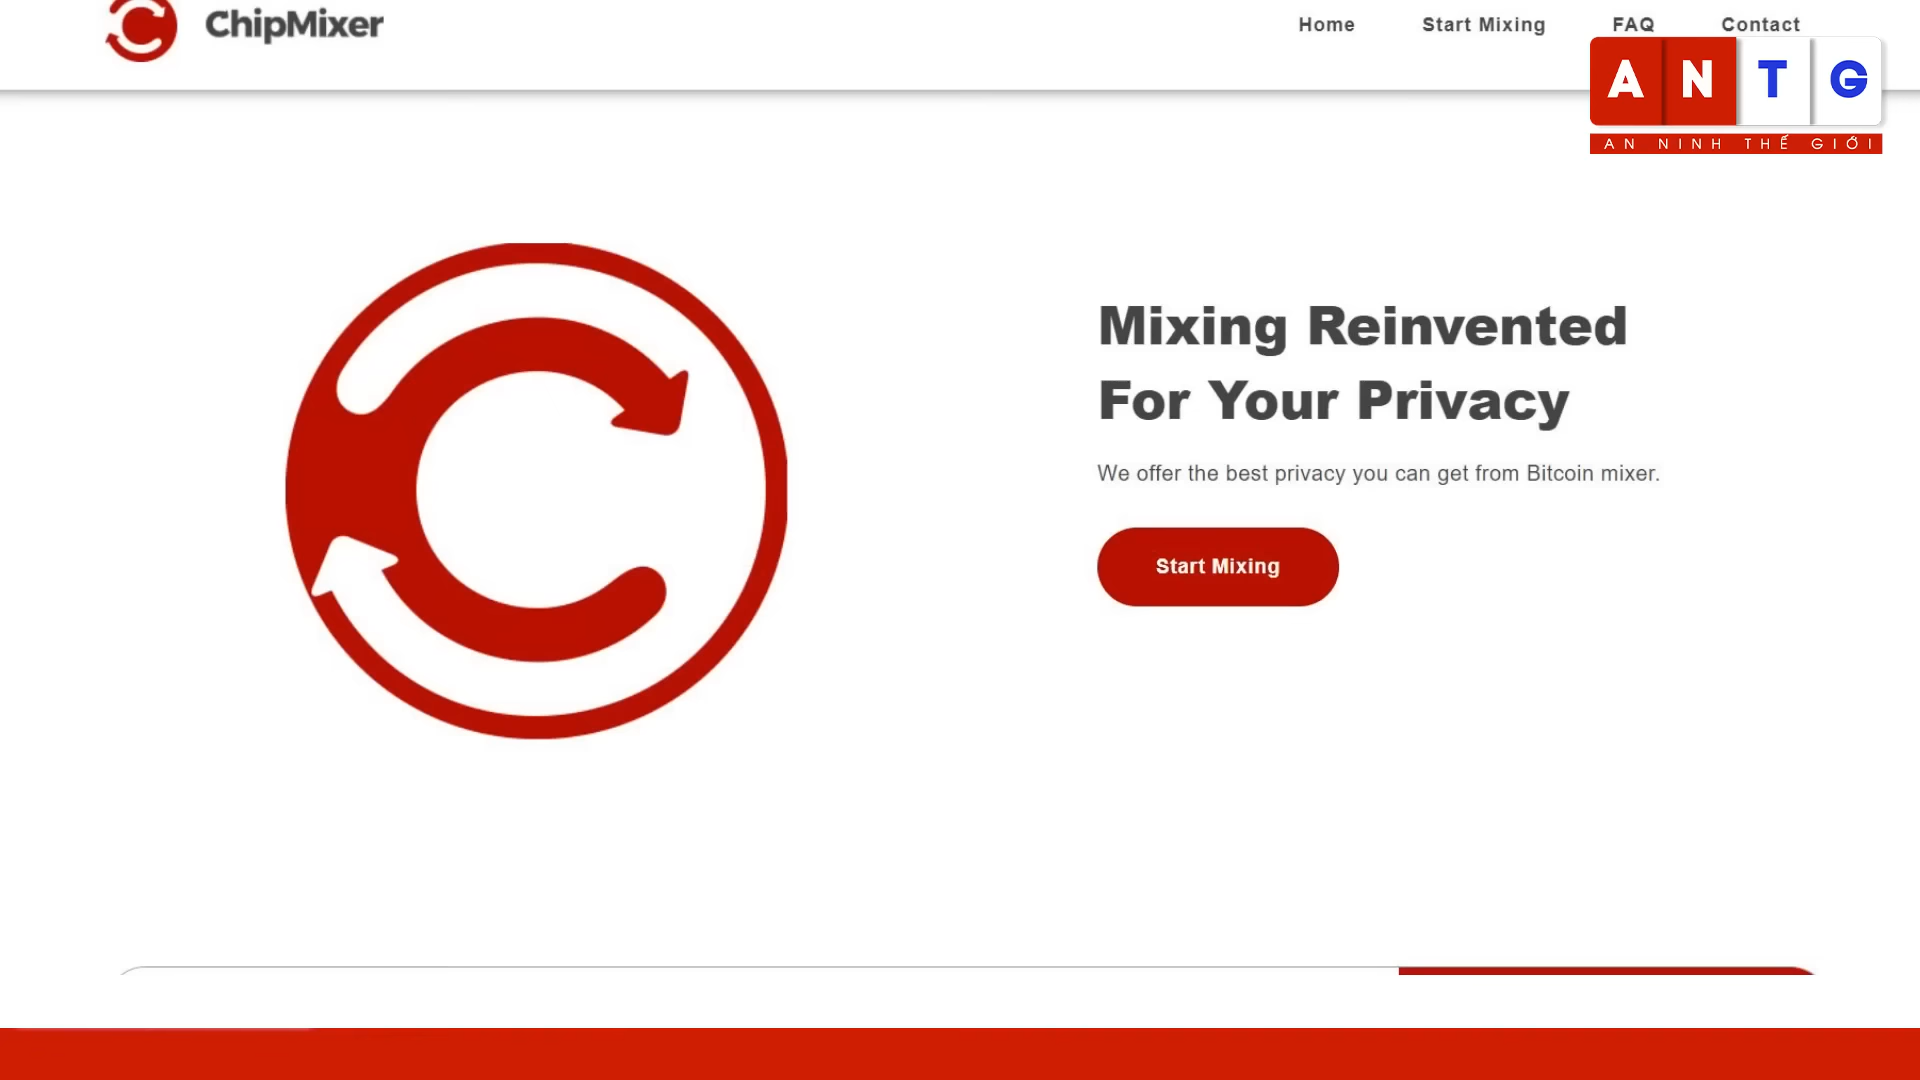 ChipMixer
Home Start Mixing FAQ Contact
A N T G
AN NINH THẾ GIỚI
Mixing Reinvented
For Your Privacy
We offer the best privacy you can get from Bitcoin mixer.
Start Mixing